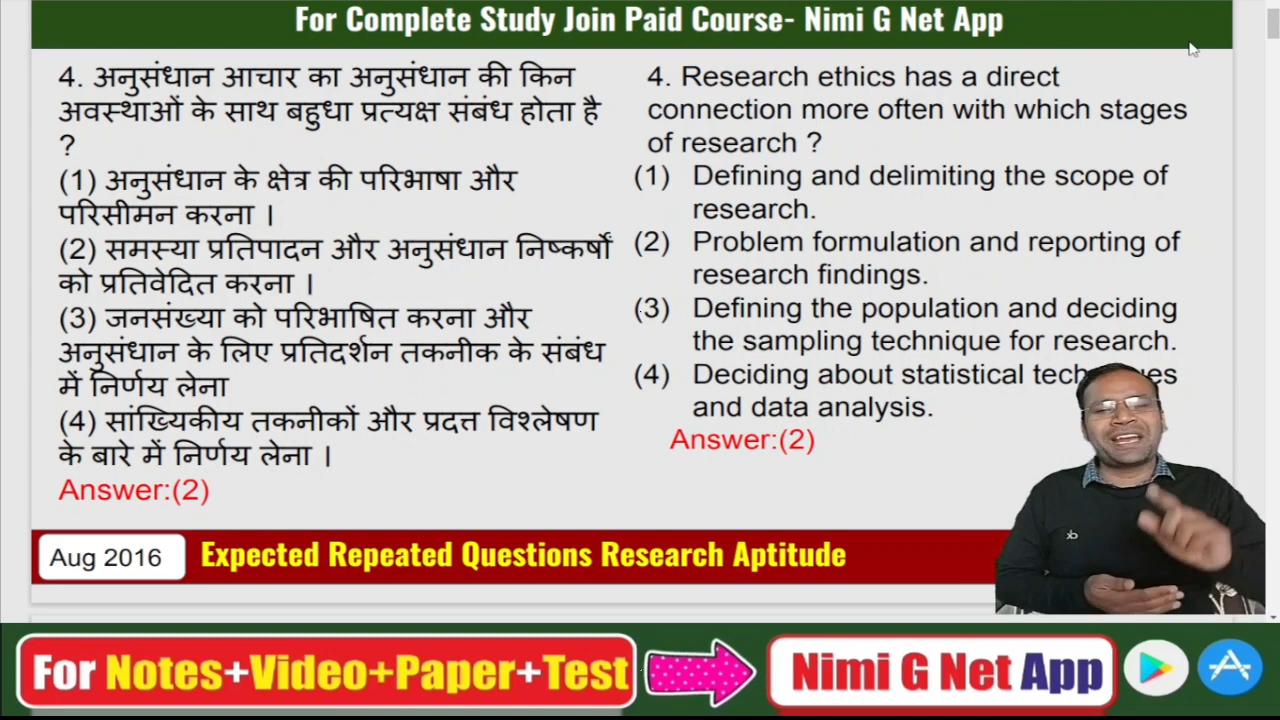 For Complete Study Join Paid Course- Nimi G Net App
4. अनुसंधान आचार का अनुसंधान की किन
अवस्थाओं के साथ बहुधा प्रत्यक्ष संबंध होता है
?
(1) अनुसंधान के क्षेत्र की परिभाषा और
परिसीमन करना ।
(2) समस्या प्रतिपादन और अनुसंधान निष्कर्षों
को प्रतिवेदित करना ।
(3) जनसंख्या को परिभाषित करना और
अनुसंधान के लिए प्रतिदर्शन तकनीक के संबंध
में निर्णय लेना
(4) सांख्यिकीय तकनीकों और प्रदत्त विश्लेषण
के बारे में निर्णय लेना ।
Answer:(2)
4. Research ethics has a direct
connection more often with which stages
of research ?
(1) Defining and delimiting the scope of
research.
(2) Problem formulation and reporting of
research findings.
(3) Defining the population and deciding
the sampling technique for research.
(4) Deciding about statistical
and data analysis.
Answer:(2)
Aug 2016
Expected Repeated Questions Research Aptitude
For Notes+Video+Paper+Test
Nimi G Net App